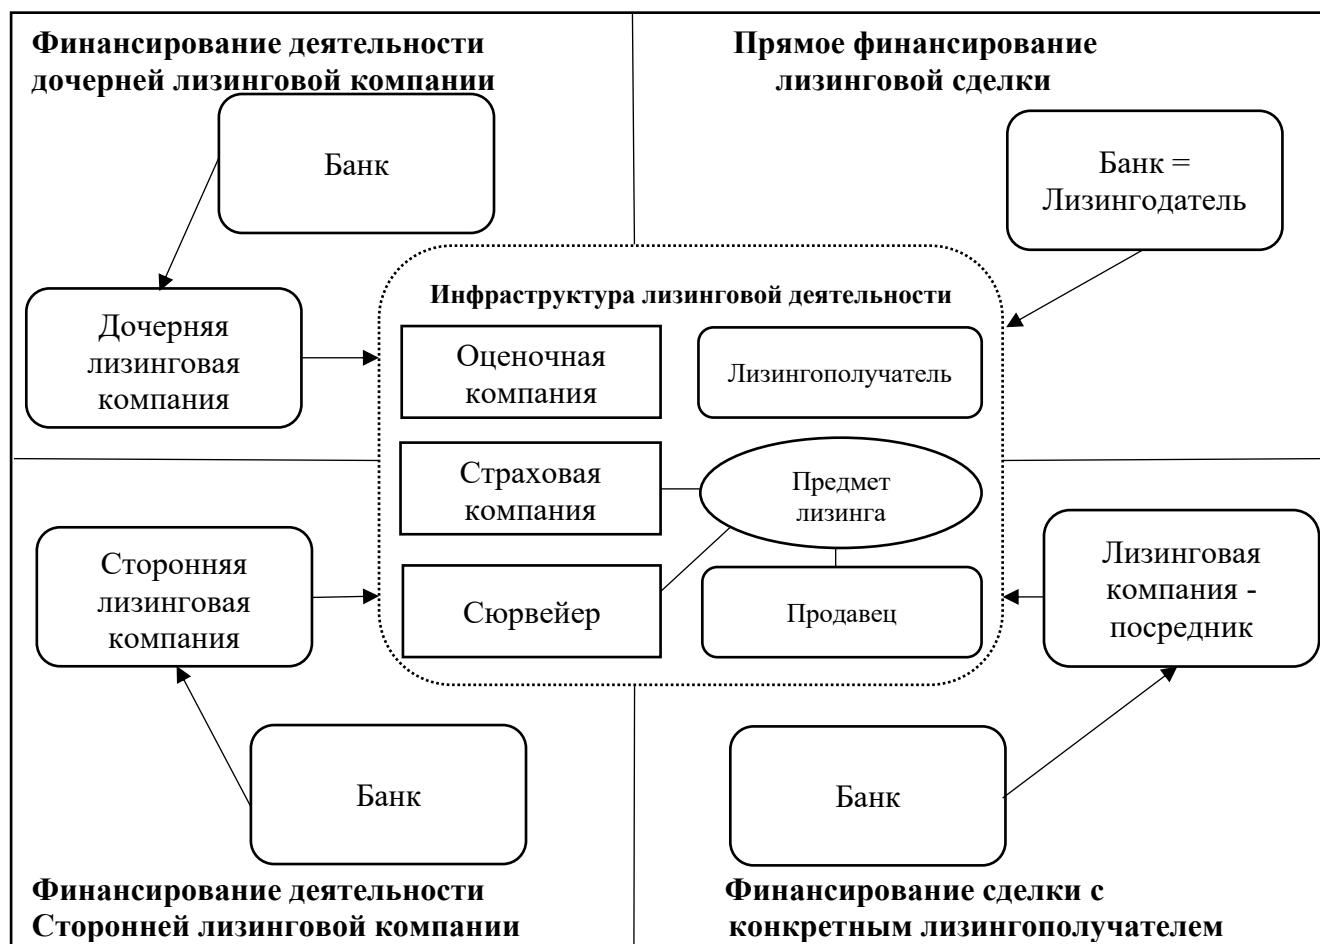 Финансирование деятельности
дочерней лизинговой компании
Прямое финансирование
лизинговой сделки
Банк
Банк =
Лизингодатель
Дочерняя
лизинговая
компания
Инфраструктура лизинговой деятельности
Оценочная
компания
Лизингополучатель
Страховая
компания
Предмет
лизинга
Сюрвейер
Продавец
Сторонняя
лизинговая
компания
Лизинговая
компания -
посредник
Банк
Банк
Финансирование деятельности
Сторонней лизинговой компании
Финансирование сделки с
конкретным лизингополучателем